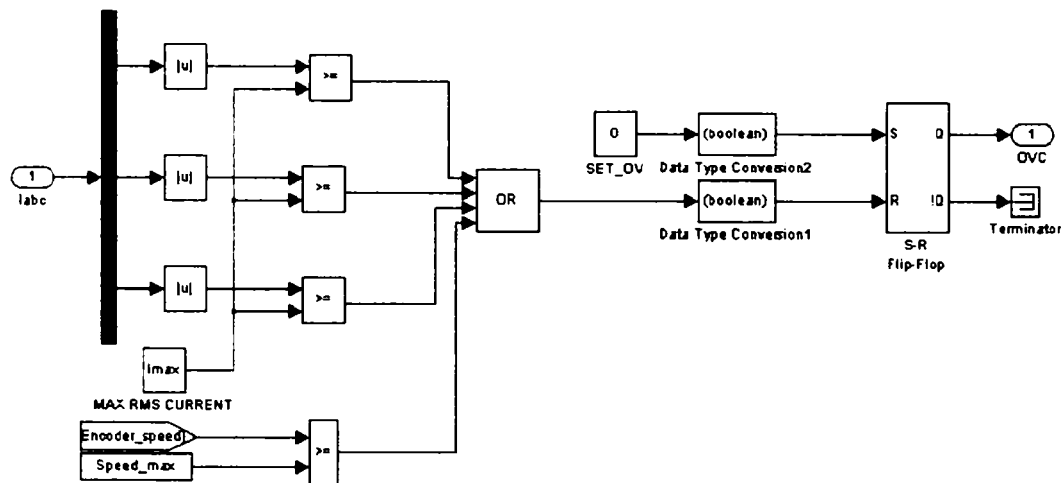 |u|
>=
0
(boolean)
S
Q
1
OVC
SET_OV
Data Type Conversion2
1
Iabc
|u|
>=
OR
(boolean)
R
!Q
Terminator
Data Type Conversion1
S-R
Flip-Flop
|u|
>=
Imax
MAX RMS CURRENT
Encoder_speed
>=
Speed_max